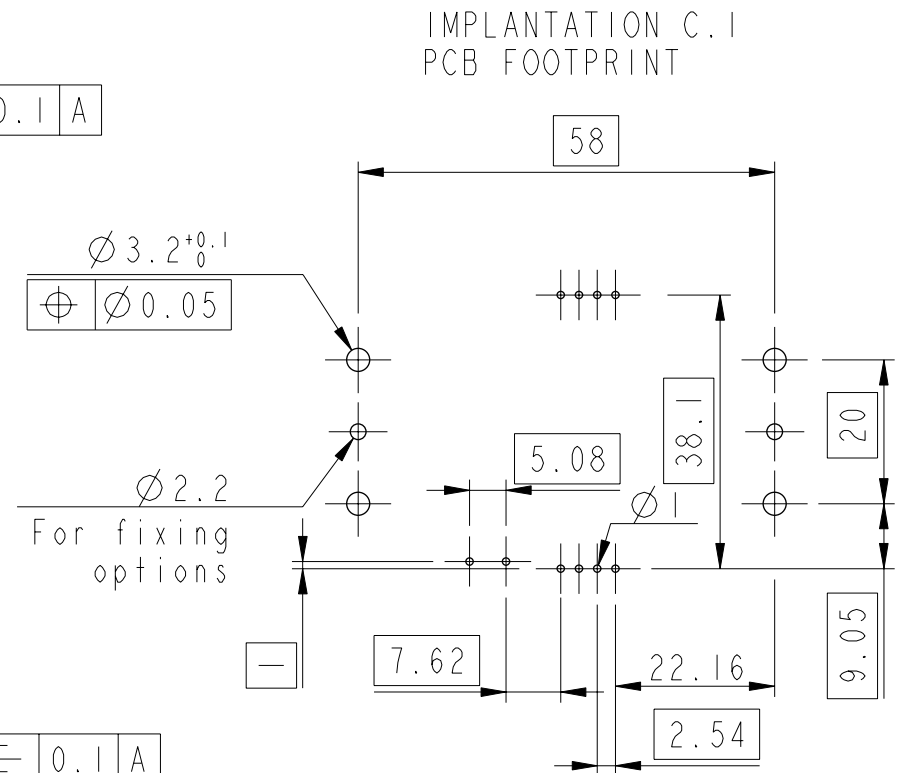 IMPLANTATION C.I
PCB FOOTPRINT
0.1 A
58
Ø3.2 +0.1 0
⌖ Ø0.05
38.1
20
5.08
Ø2.2
For fixing
options
Ø1
1
7.62
22.16
9.05
2.54
0.1 A